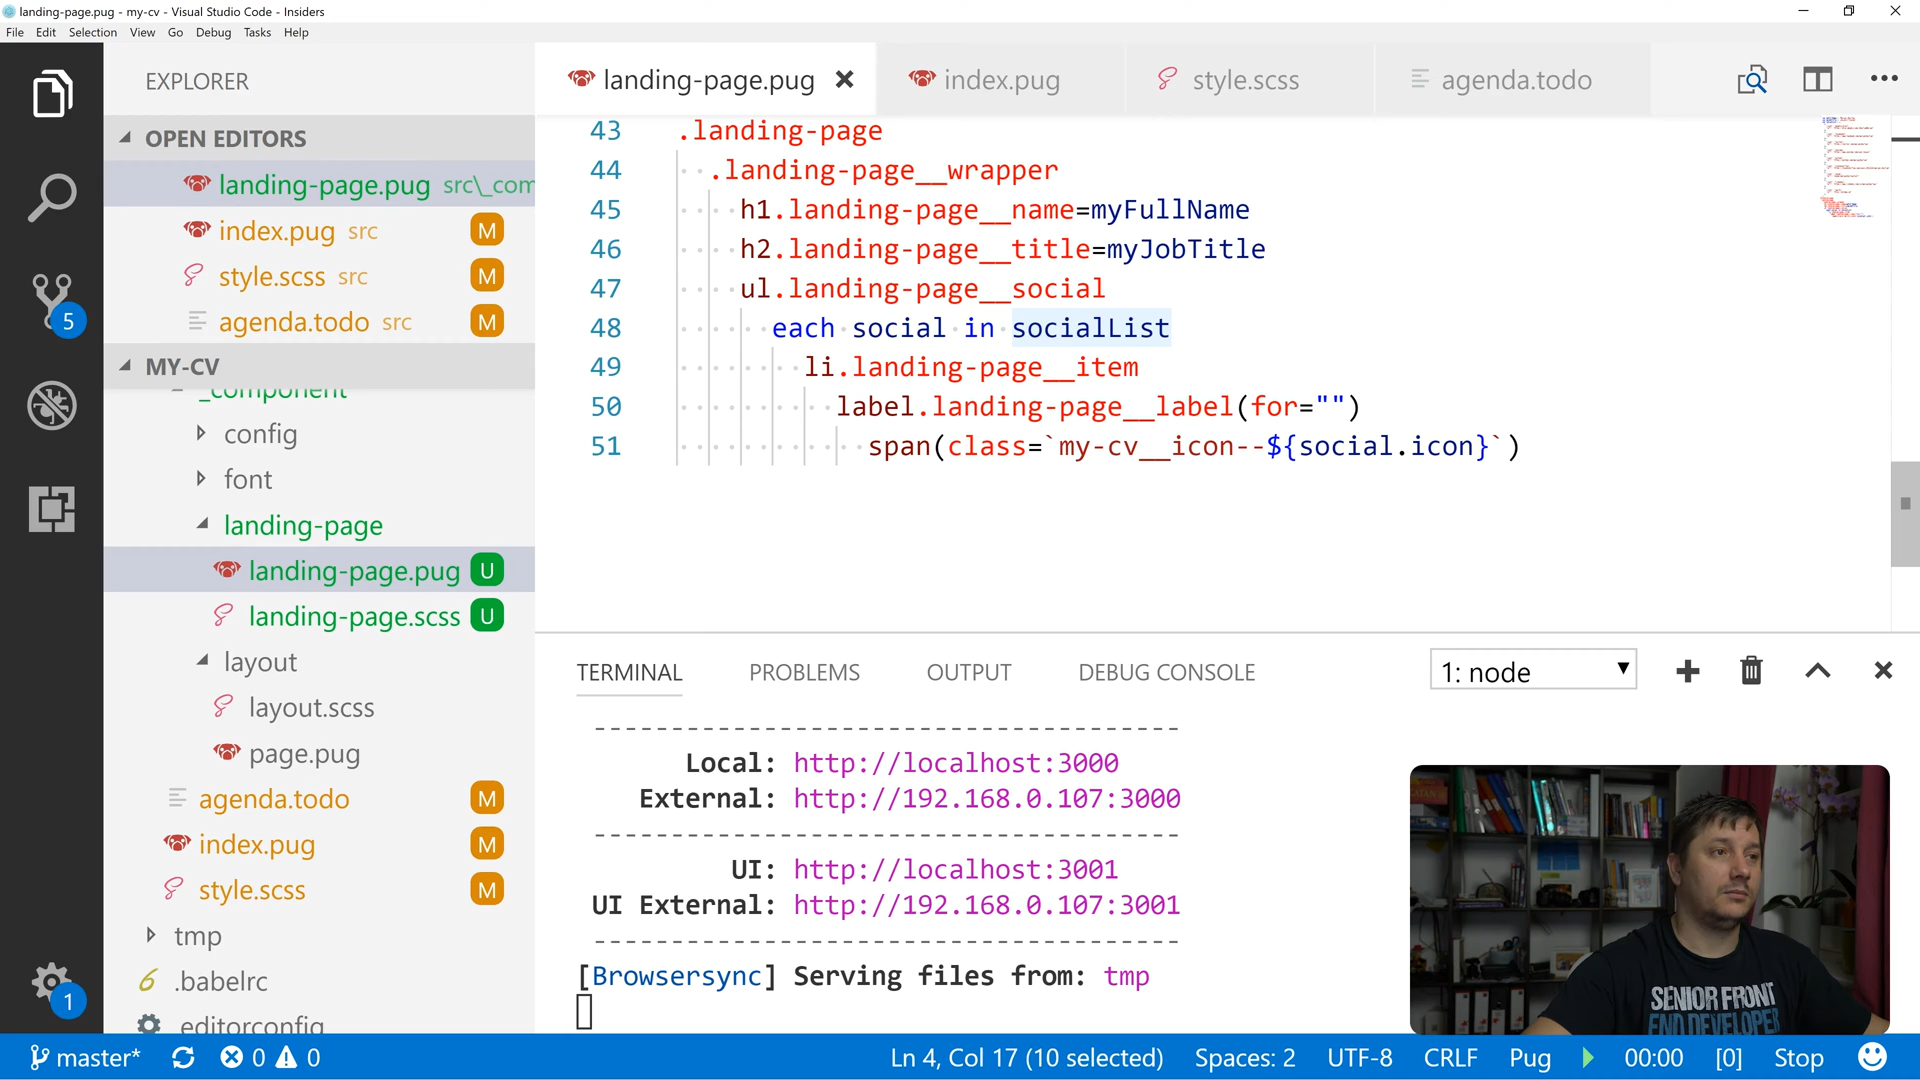 landing-page.pug - my-cv - Visual Studio Code - Insiders
File Edit Selection View Go Debug Tasks Help
EXPLORER
landing-page.pug index.pug style.scss agenda.todo
OPEN EDITORS
landing-page.pug src\_com
index.pug src M
style.scss src M
agenda.todo src M
MY-CV
_component
config
font
landing-page
landing-page.pug U
landing-page.scss U
layout
layout.scss
page.pug
agenda.todo M
index.pug M
style.scss M
tmp
.babelrc
.editorconfig
5
1
43 .landing-page
44 .landing-page__wrapper
45 h1.landing-page__name=myFullName
46 h2.landing-page__title=myJobTitle
47 ul.landing-page__social
48 each social in socialList
49 li.landing-page__item
50 label.landing-page__label(for="")
51 span(class=`my-cv__icon--${social.icon}`)
TERMINAL PROBLEMS OUTPUT DEBUG CONSOLE 1: node
-------------------------------------
Local: http://localhost:3000
External: http://192.168.0.107:3000
-------------------------------------
UI: http://localhost:3001
UI External: http://192.168.0.107:3001
-------------------------------------
[Browsersync] Serving files from: tmp
SENIOR FRONT
END DEVELOPER
master* 0 0 Ln 4, Col 17 (10 selected) Spaces: 2 UTF-8 CRLF Pug 00:00 [0] Stop